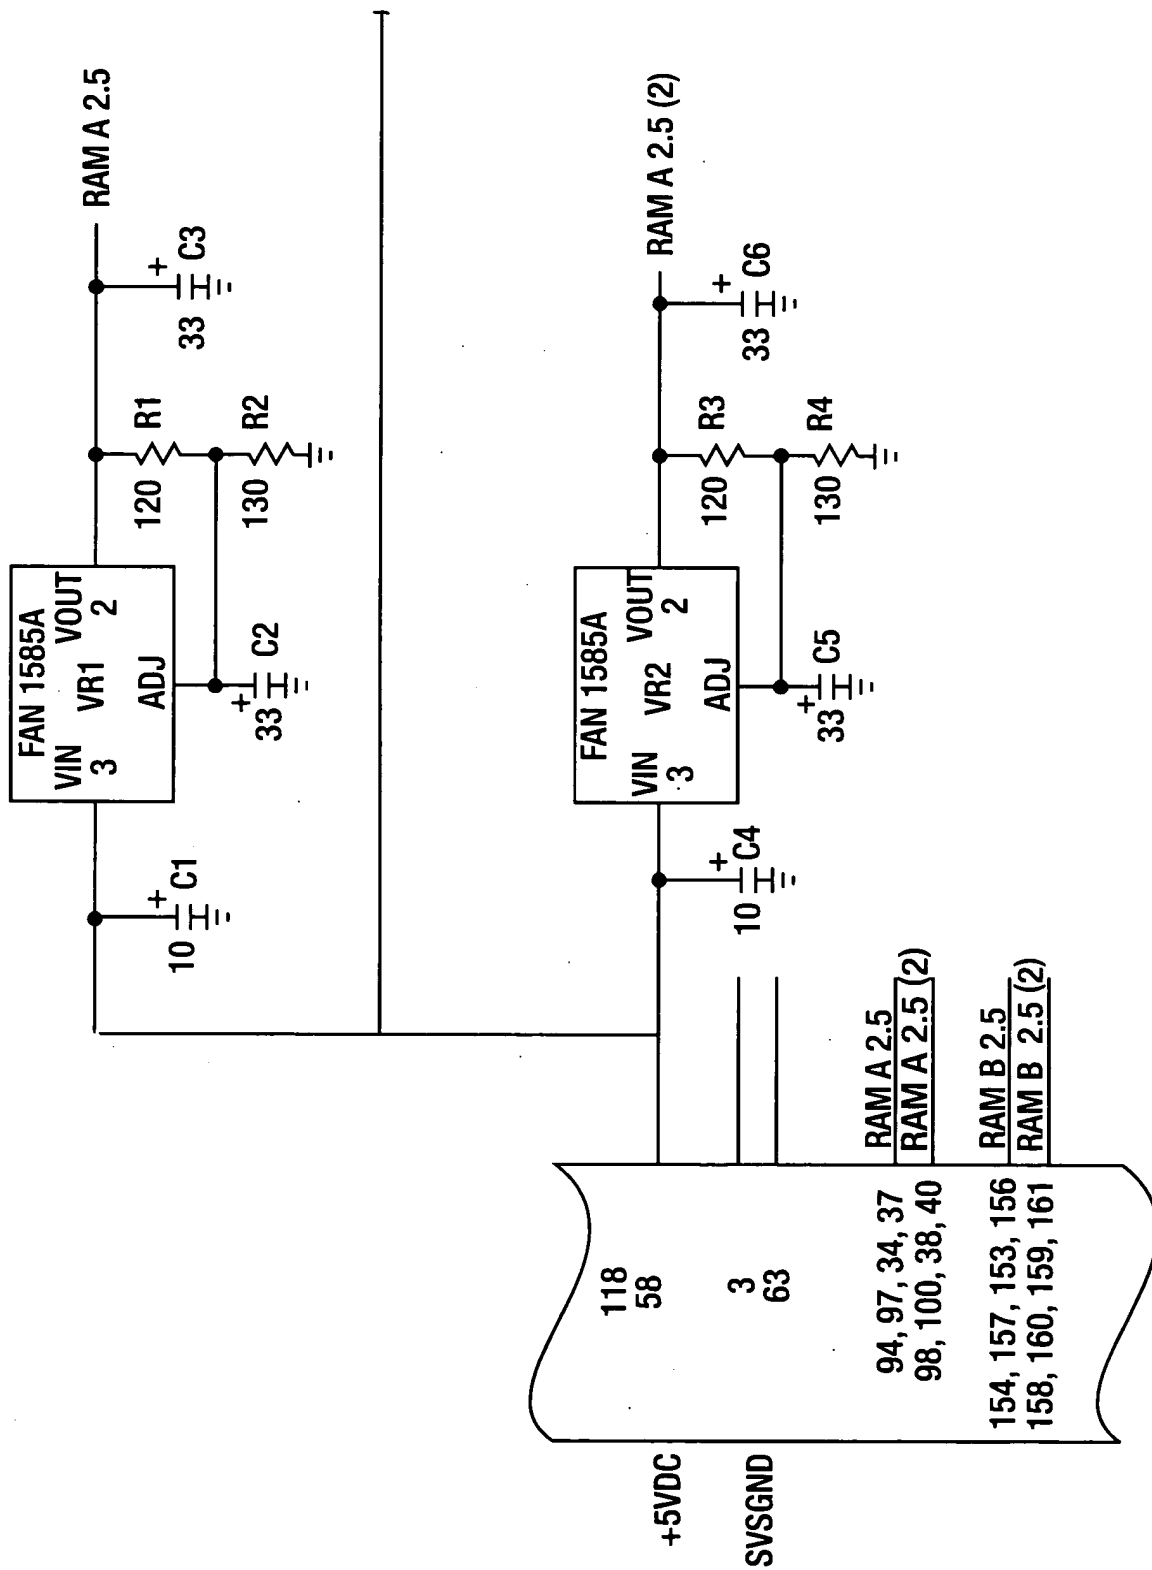 FAN 1585A
VIN
VR1
VOUT
3
2
ADJ
10
+
C1
+
33
C2
120
R1
130
R2
33
+
C3
RAM A 2.5
FAN 1585A
VIN
VR2
VOUT
3
2
ADJ
10
+
C4
+
33
C5
120
R3
130
R4
33
+
C6
RAM A 2.5 (2)
+5VDC
118
58
SVSGND
3
63
94, 97, 34, 37
RAM A 2.5
98, 100, 38, 40
RAM A 2.5 (2)
154, 157, 153, 156
RAM B 2.5
158, 160, 159, 161
RAM B 2.5 (2)